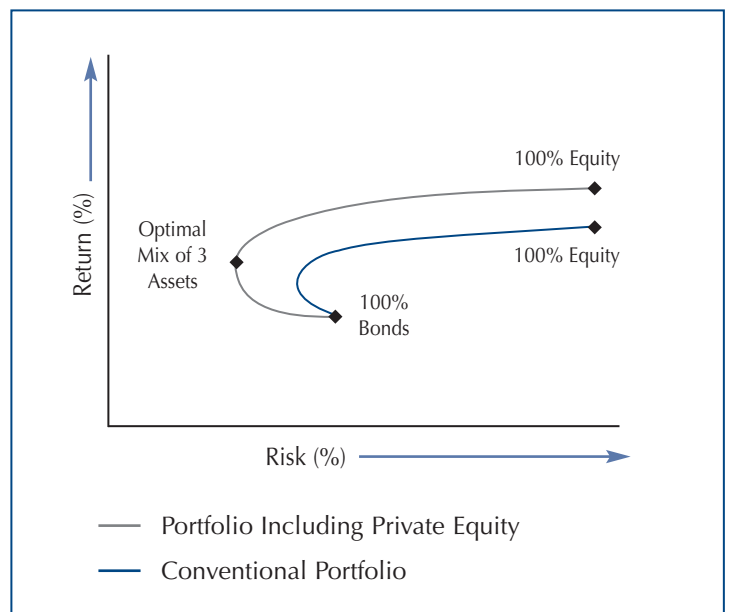 Return (%)
100% Equity
Optimal
Mix of 3
Assets
100% Equity
100%
Bonds
Risk (%)
Portfolio Including Private Equity
Conventional Portfolio